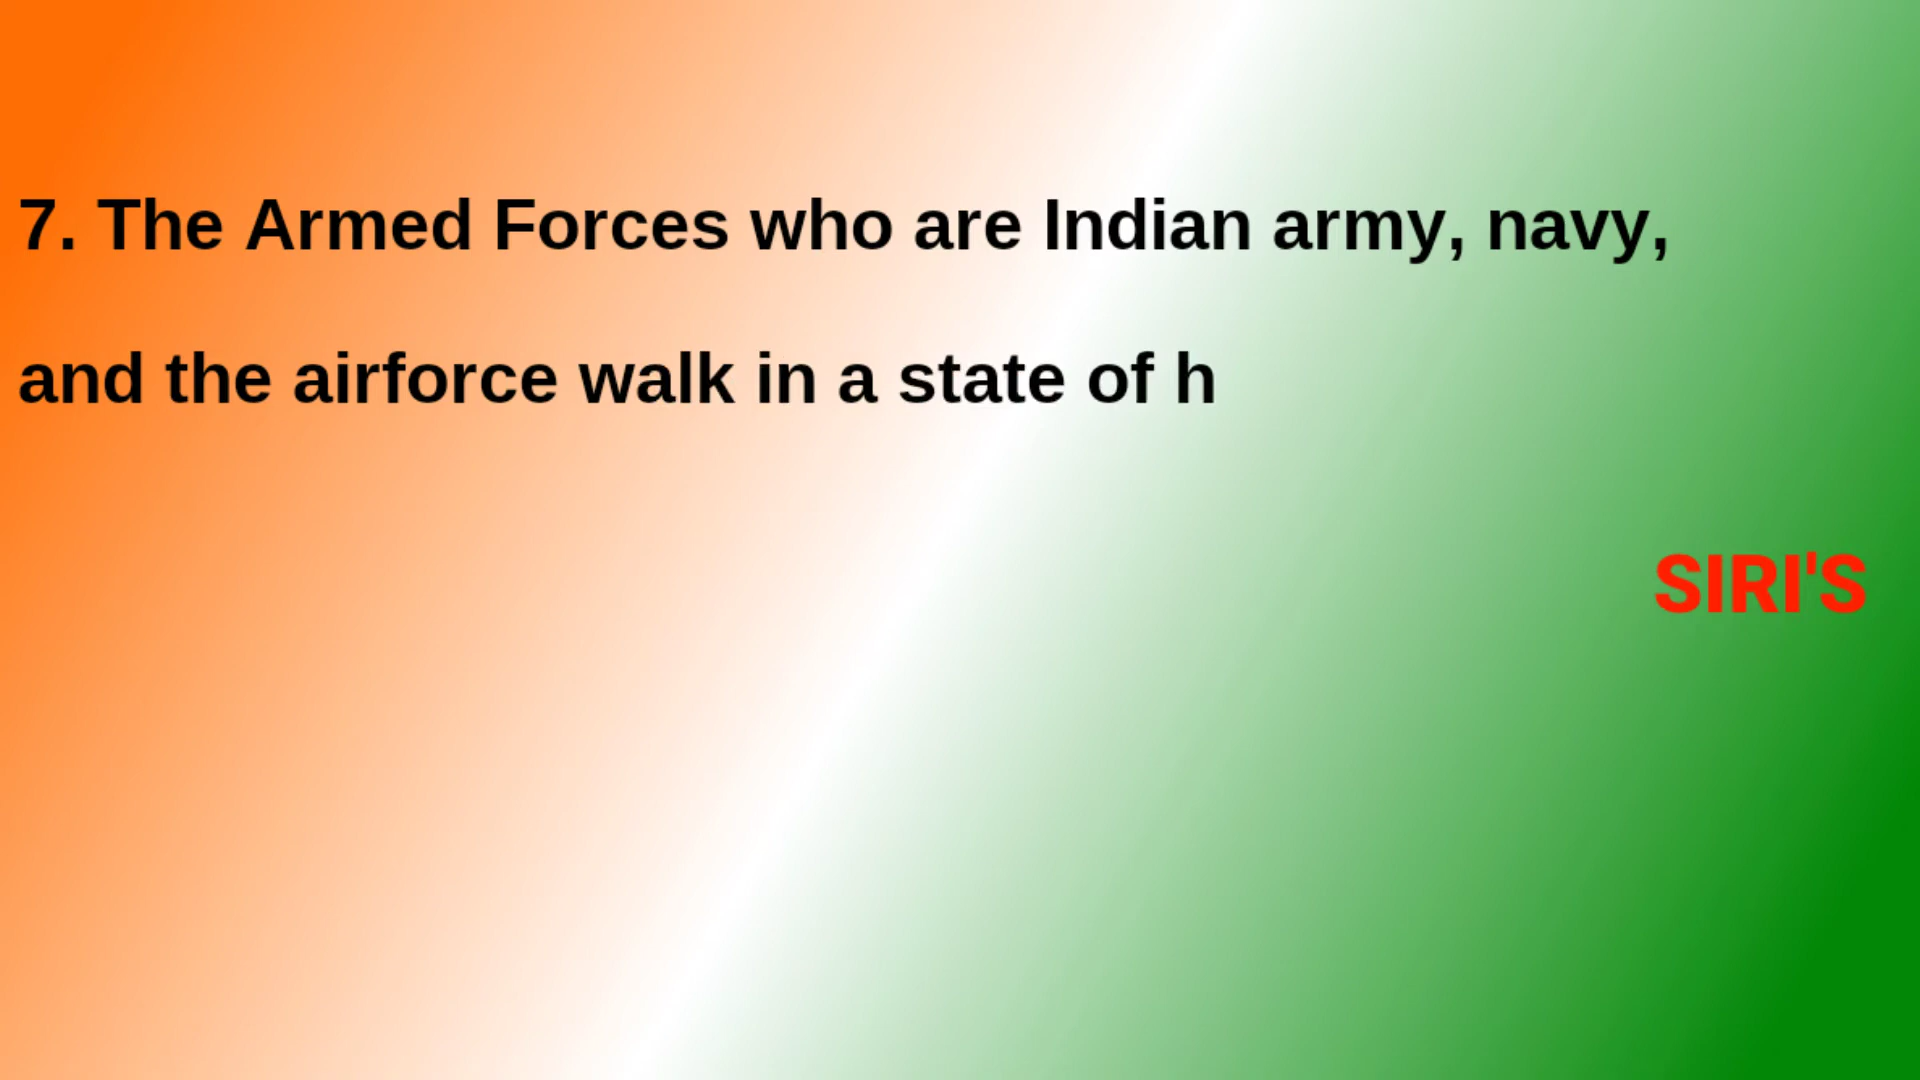 7. The Armed Forces who are Indian army, navy,
and the airforce walk in a state of h
SIRI'S